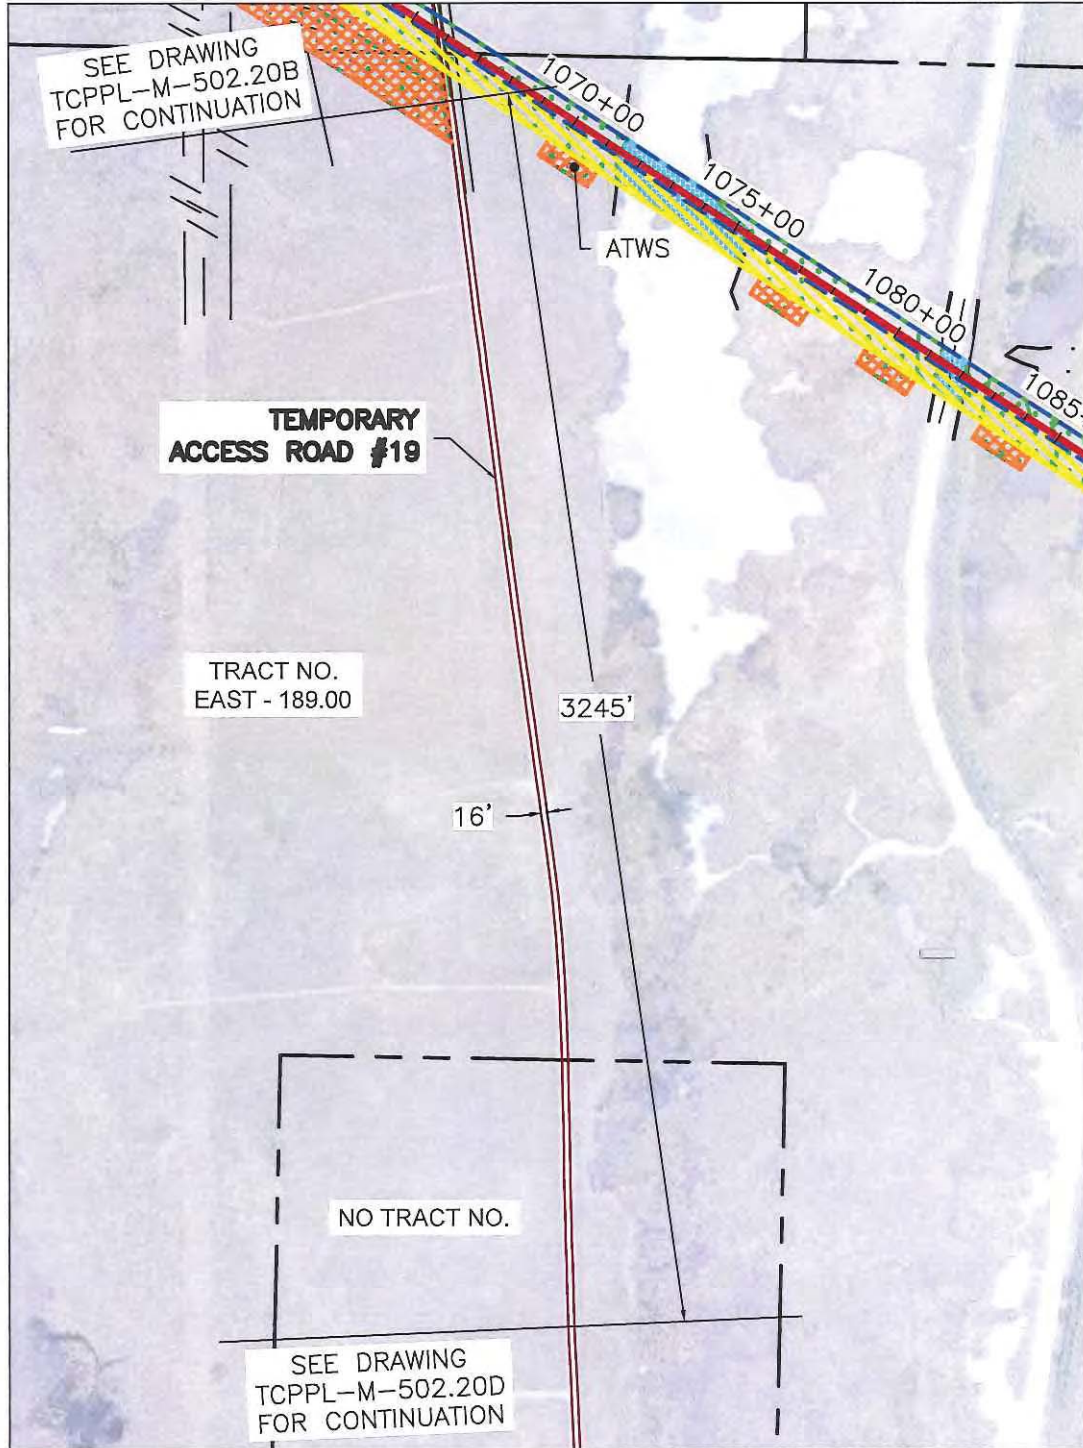 SEE DRAWING
TCPPL-M-502.20B
FOR CONTINUATION
1070+00
1075+00
ATWS
1080+00
1085+
TEMPORARY
ACCESS ROAD #19
TRACT NO.
EAST - 189.00
3245'
16'
NO TRACT NO.
SEE DRAWING
TCPPL-M-502.20D
FOR CONTINUATION